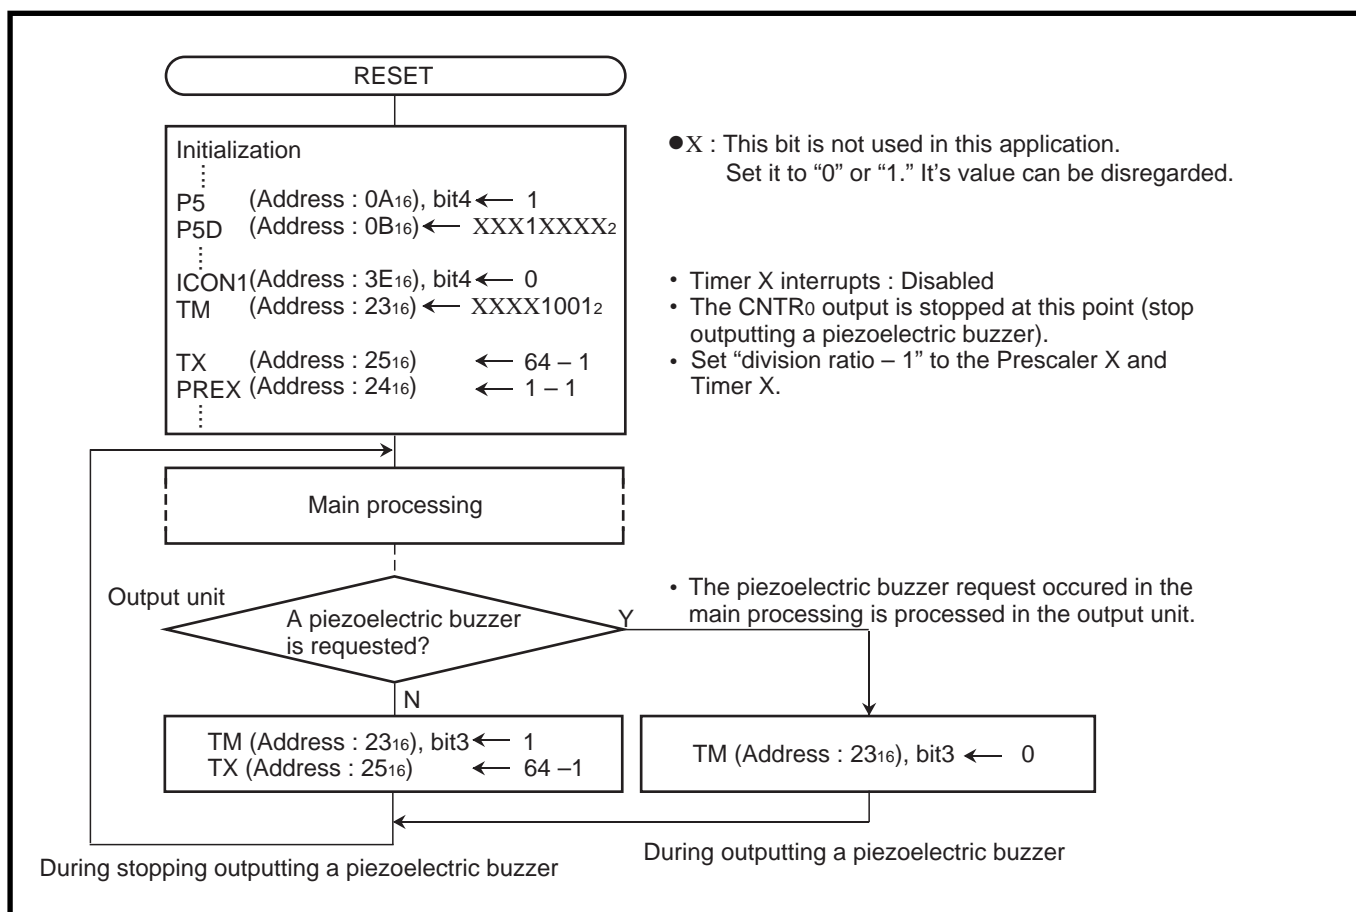 RESET
Initialization
P5 (Address : 0A16), bit4 ← 1
P5D (Address : 0B16) ← XXX1XXXX2
ICON1 (Address : 3E16), bit4 ← 0
TM (Address : 2316) ← XXXX10012
TX (Address : 2516) ← 64 – 1
PREX (Address : 2416) ← 1 – 1
●X : This bit is not used in this application.
Set it to “0” or “1.” It’s value can be disregarded.
• Timer X interrupts : Disabled
• The CNTR0 output is stopped at this point (stop
outputting a piezoelectric buzzer).
• Set “division ratio – 1” to the Prescaler X and
Timer X.
Main processing
Output unit
A piezoelectric buzzer
is requested?
Y
N
• The piezoelectric buzzer request occured in the
main processing is processed in the output unit.
TM (Address : 2316), bit3 ← 1
TX (Address : 2516) ← 64 –1
TM (Address : 2316), bit3 ← 0
During stopping outputting a piezoelectric buzzer
During outputting a piezoelectric buzzer